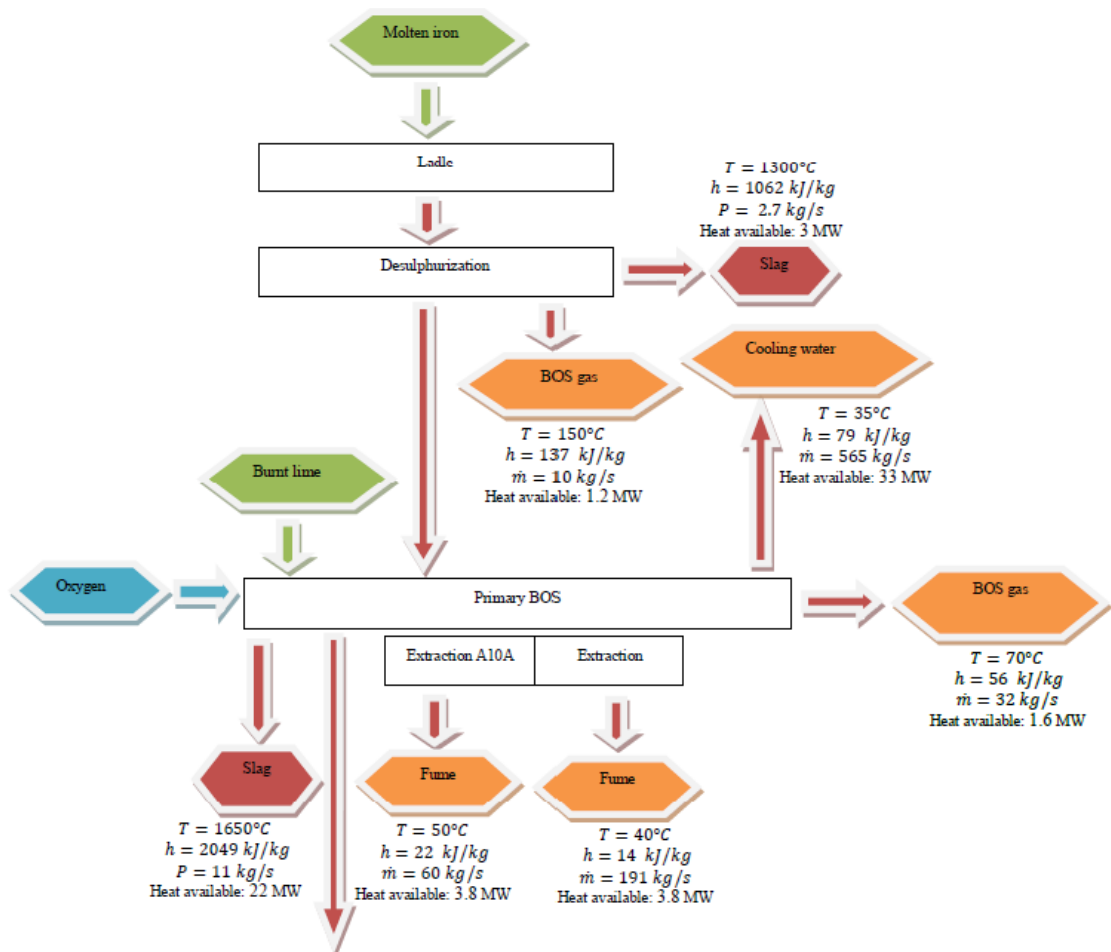 Molten iron
Ladle
T = 1300°C
h = 1062 kJ/kg
P = 2.7 kg/s
Heat available: 3 MW
Desulphurization
Slag
Cooling water
BOS gas
T = 35°C
h = 79 kJ/kg
ṁ = 565 kg/s
Heat available: 33 MW
T = 150°C
h = 137 kJ/kg
ṁ = 10 kg/s
Heat available: 1.2 MW
Burnt lime
Oxygen
Primary BOS
BOS gas
Extraction A10A
Extraction
T = 70°C
h = 56 kJ/kg
ṁ = 32 kg/s
Heat available: 1.6 MW
Slag
Fume
Fume
T = 1650°C
h = 2049 kJ/kg
P = 11 kg/s
Heat available: 22 MW
T = 50°C
h = 22 kJ/kg
ṁ = 60 kg/s
Heat available: 3.8 MW
T = 40°C
h = 14 kJ/kg
ṁ = 191 kg/s
Heat available: 3.8 MW